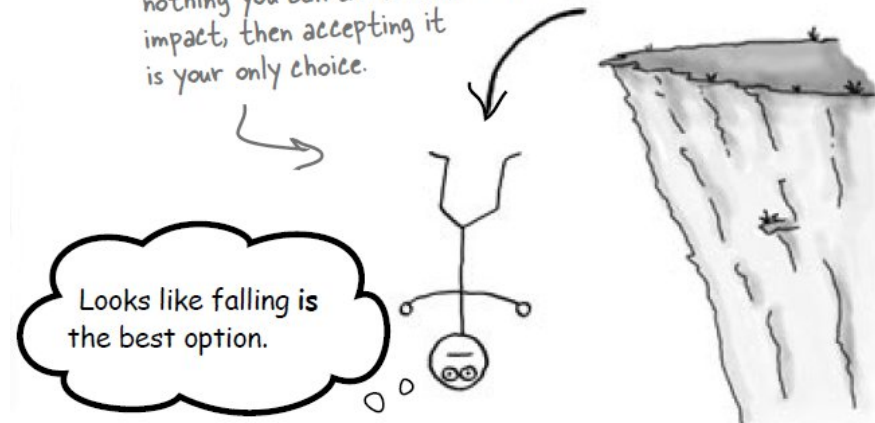 nothing you can
impact, then accepting it
is your only choice.
Looks like falling is
the best option.